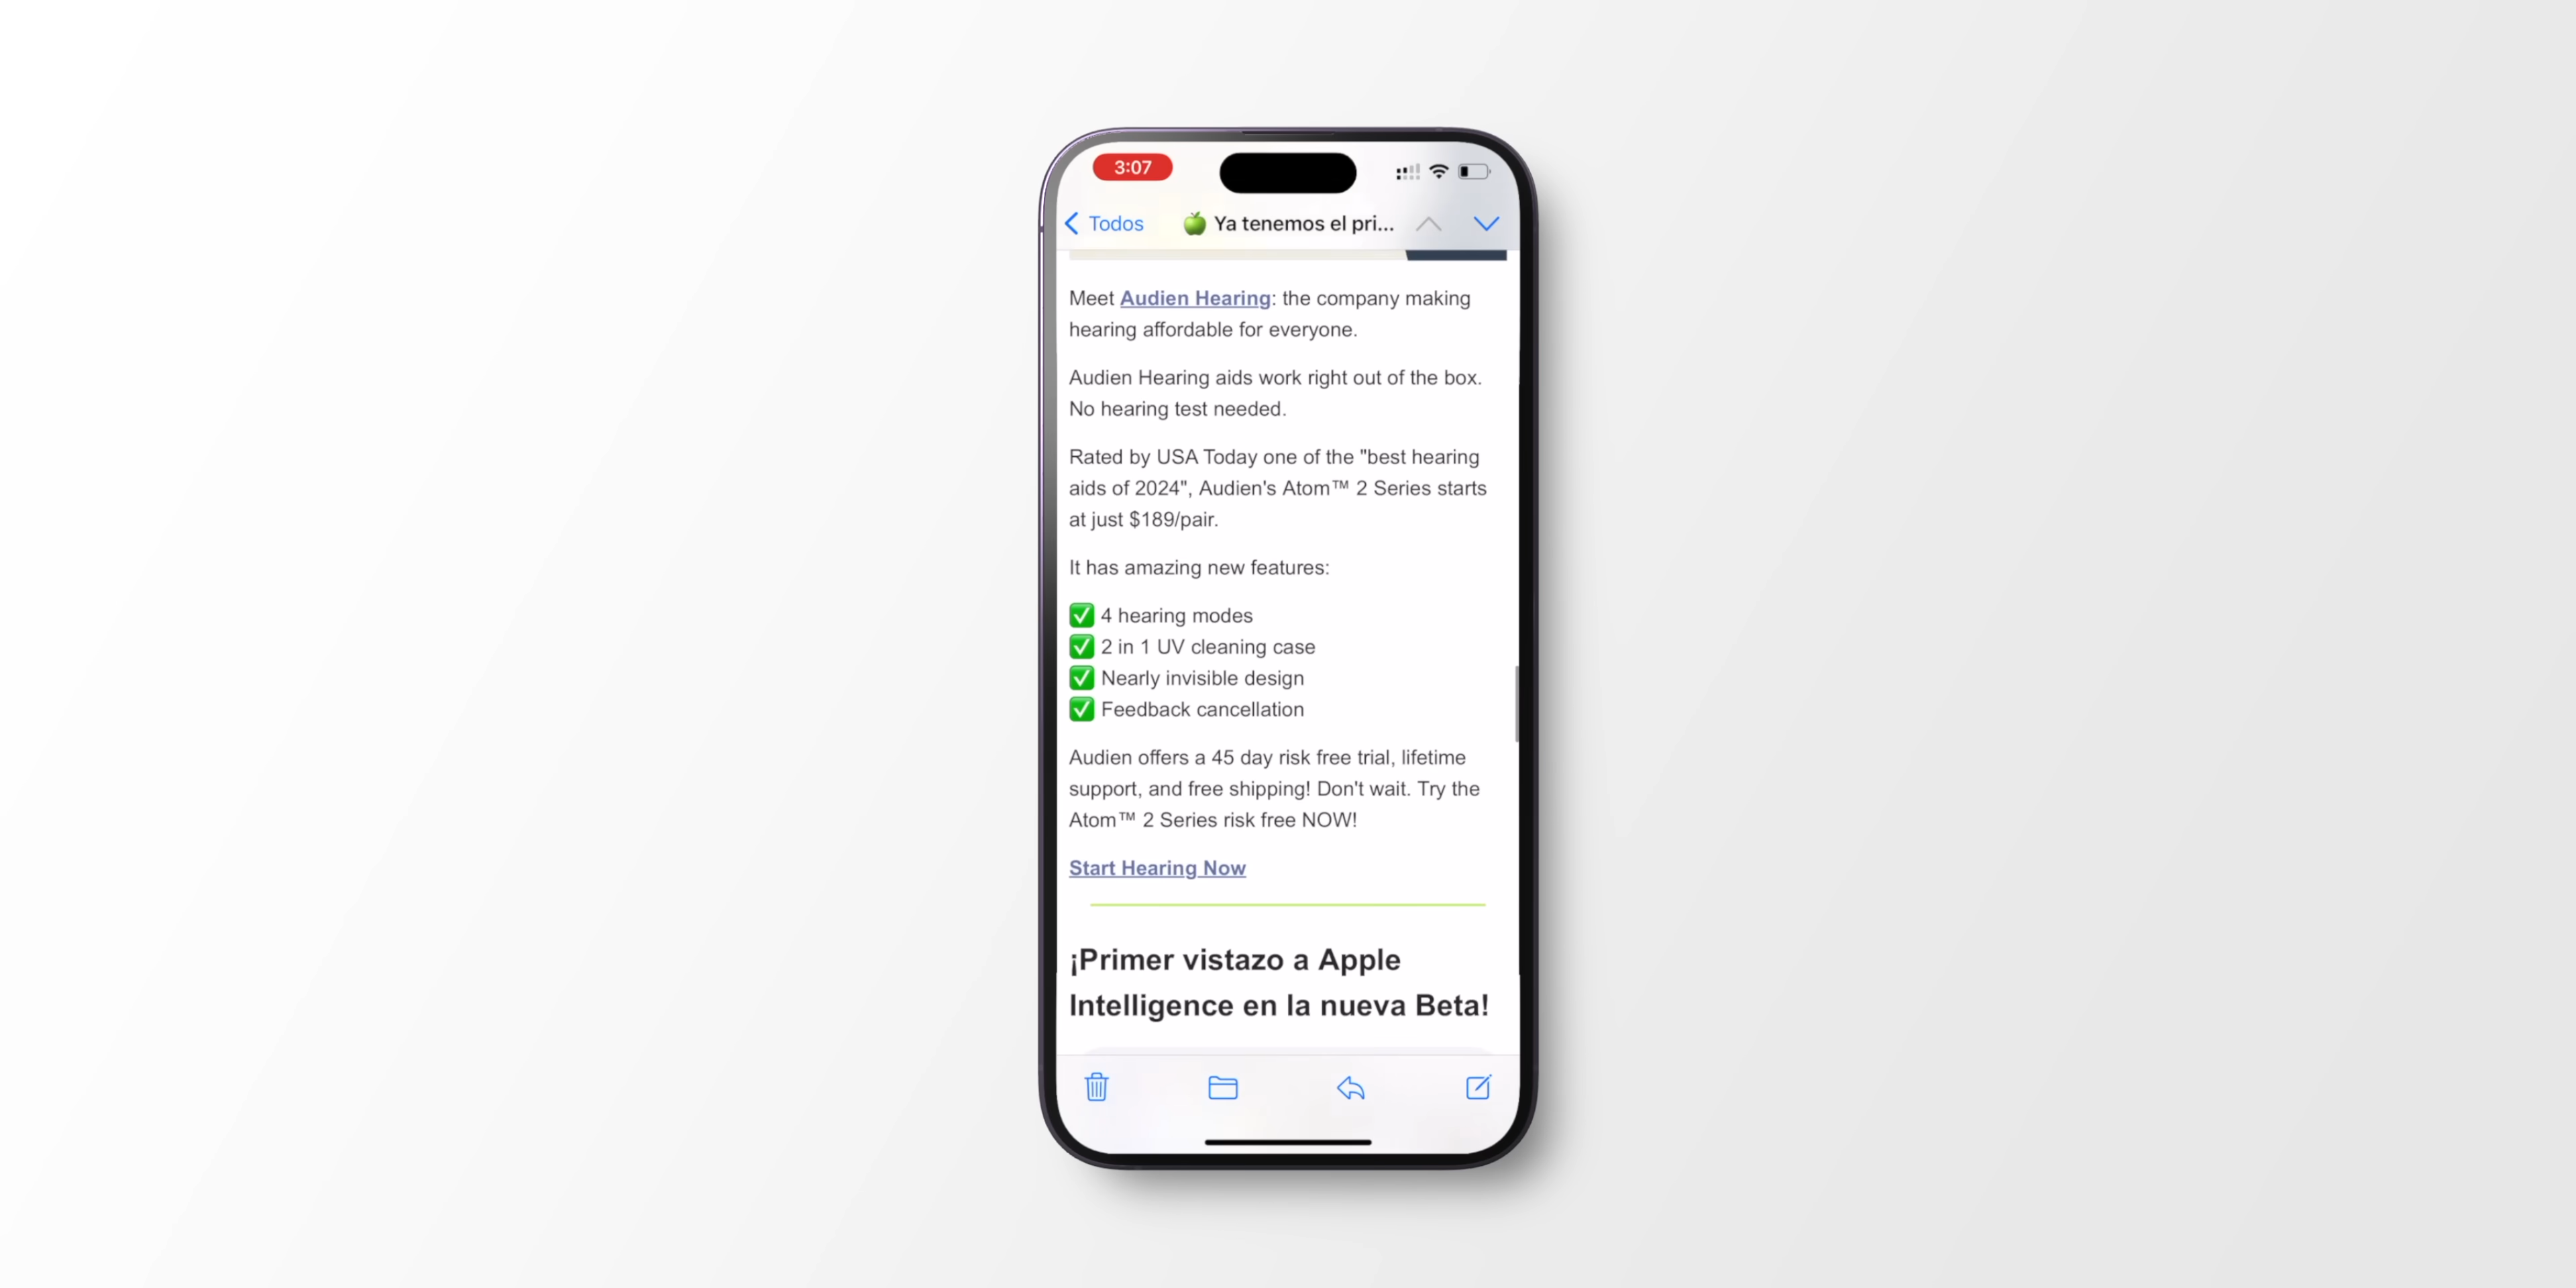 3:07
Todos
🍏 Ya tenemos el pri...
Meet Audien Hearing: the company making
hearing affordable for everyone.
Audien Hearing aids work right out of the box.
No hearing test needed.
Rated by USA Today one of the "best hearing
aids of 2024", Audien's Atom™ 2 Series starts
at just $189/pair.
It has amazing new features:
✅ 4 hearing modes
✅ 2 in 1 UV cleaning case
✅ Nearly invisible design
✅ Feedback cancellation
Audien offers a 45 day risk free trial, lifetime
support, and free shipping! Don't wait. Try the
Atom™ 2 Series risk free NOW!
Start Hearing Now
¡Primer vistazo a Apple
Intelligence en la nueva Beta!